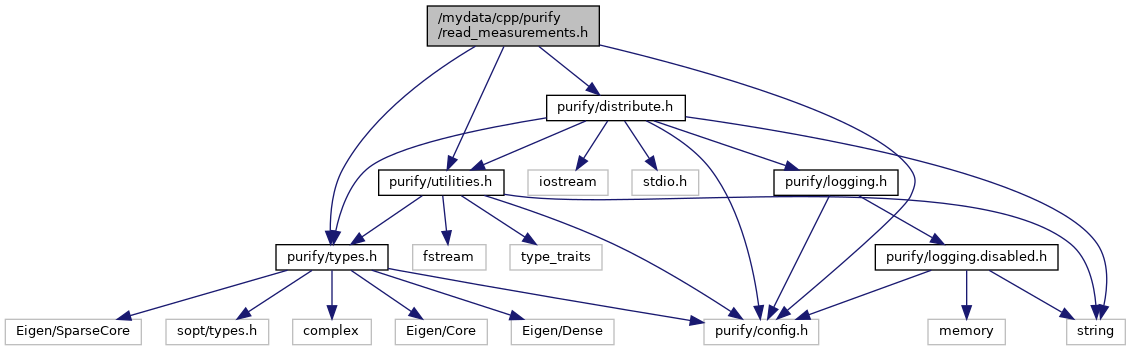 /mydata/cpp/purify
/read_measurements.h
purify/distribute.h
purify/utilities.h
iostream
stdio.h
purify/logging.h
purify/types.h
fstream
type_traits
purify/logging.disabled.h
Eigen/SparseCore
sopt/types.h
complex
Eigen/Core
Eigen/Dense
purify/config.h
memory
string